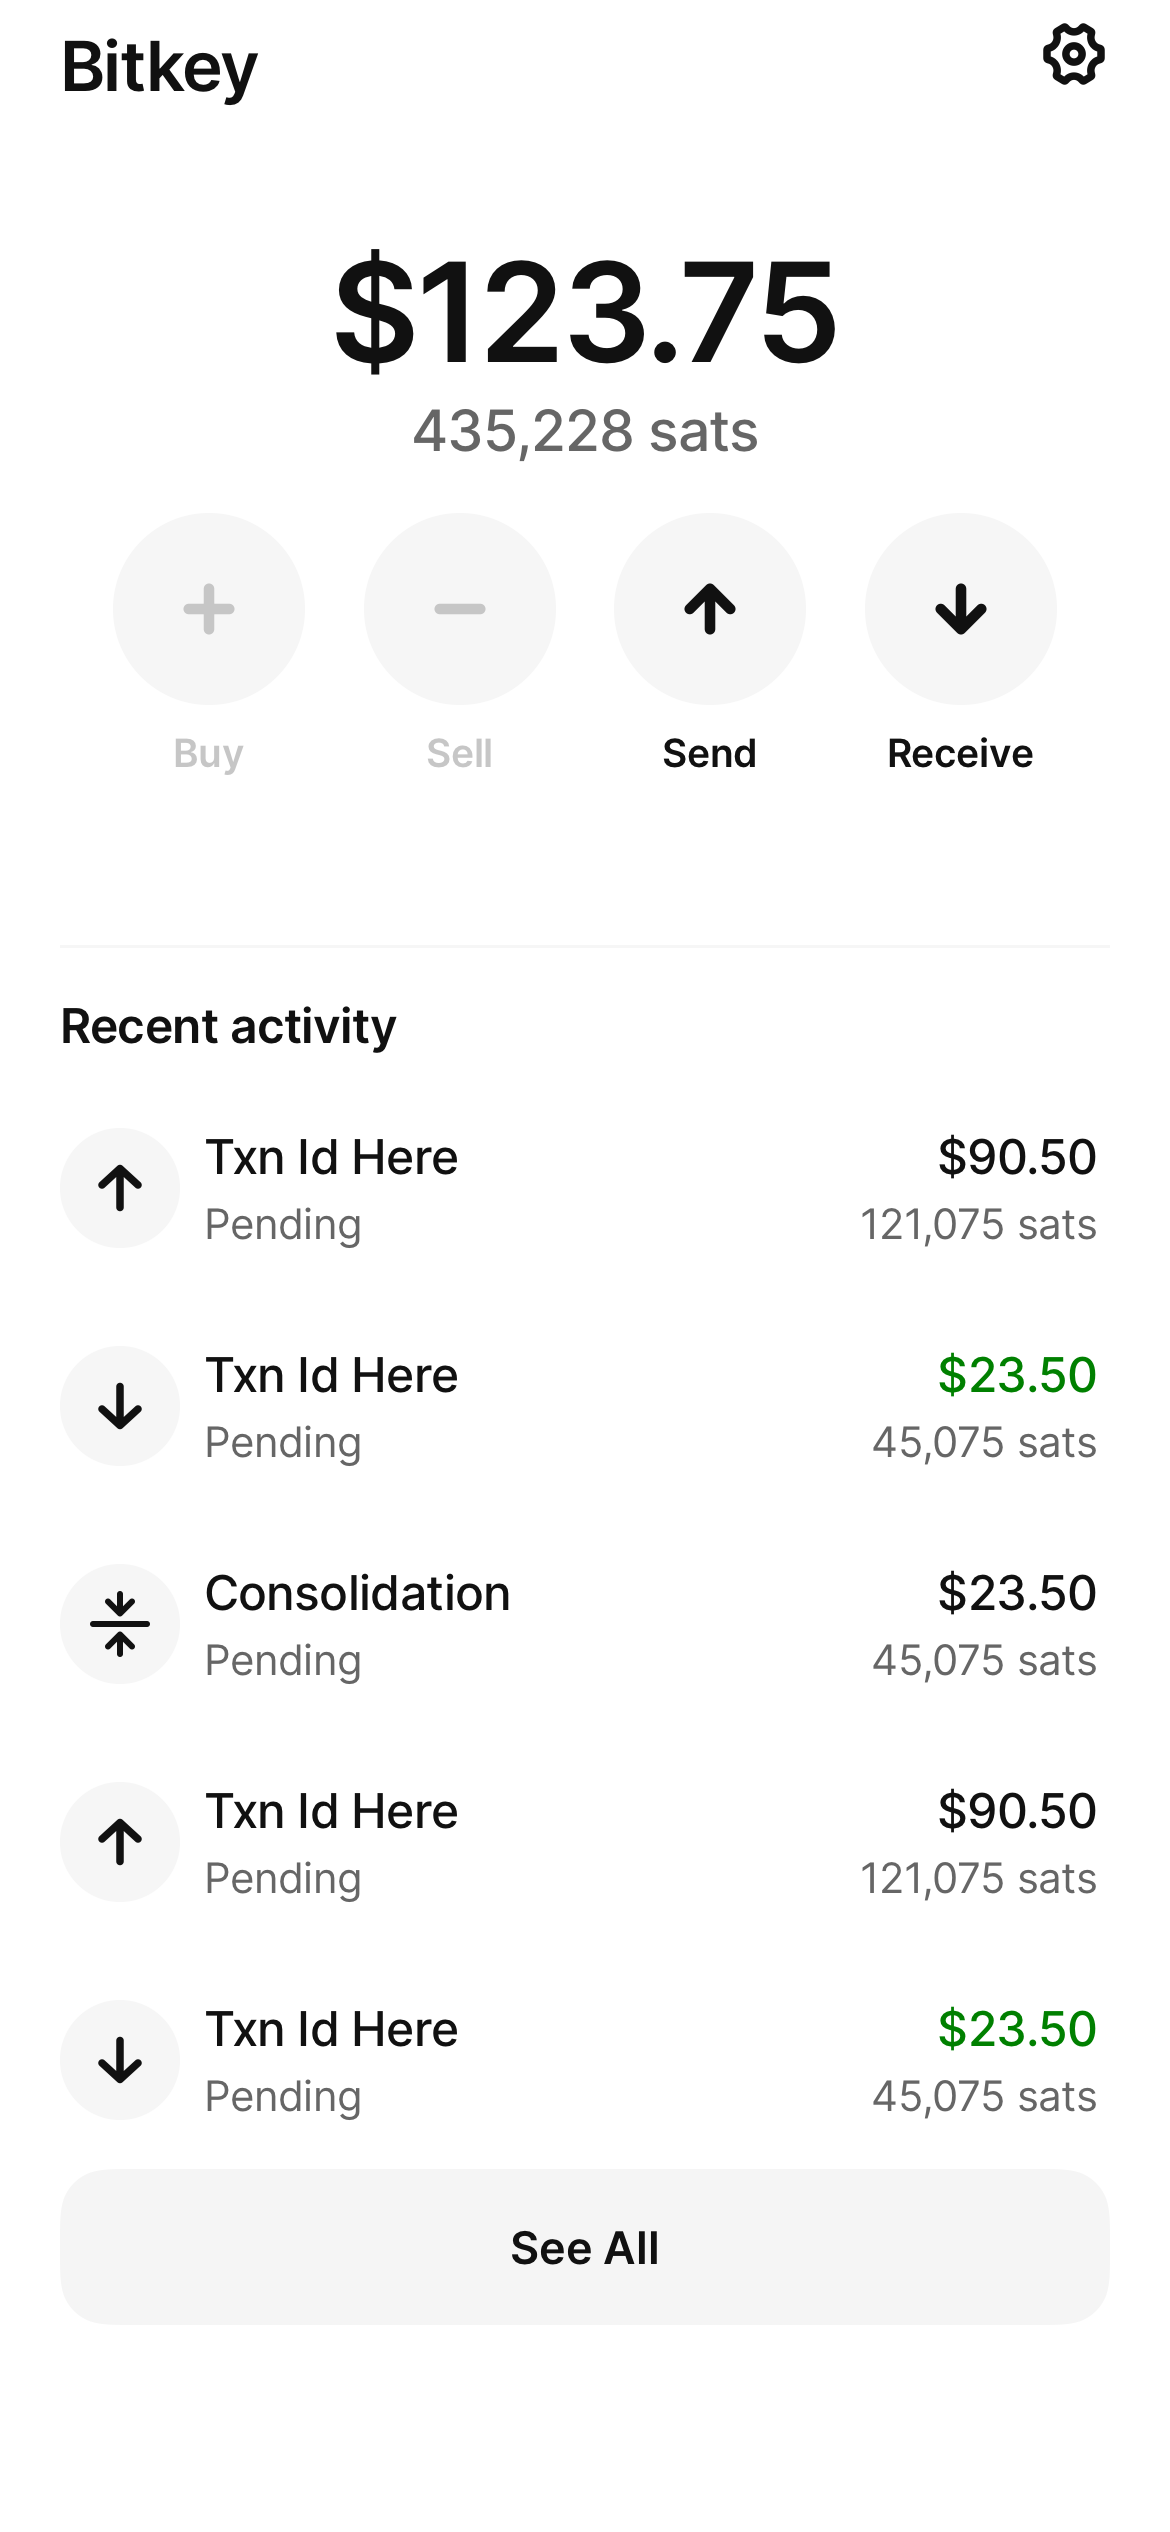 Bitkey
$123.75
435,228 sats
Buy
Sell
Send
Receive
Recent activity
Txn Id Here
$90.50
Pending
121,075 sats
Txn Id Here
$23.50
Pending
45,075 sats
Consolidation
$23.50
Pending
45,075 sats
Txn Id Here
$90.50
Pending
121,075 sats
Txn Id Here
$23.50
Pending
45,075 sats
See All